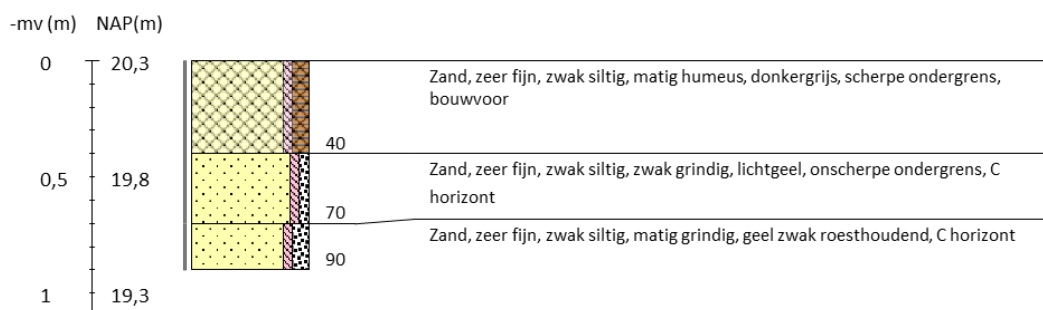 -mv (m) NAP(m)
0 20,3
Zand, zeer fijn, zwak siltig, matig humeus, donkergrijs, scherpe ondergrens,
bouwvoor
40
Zand, zeer fijn, zwak siltig, zwak grindig, lichtgeel, onscherpe ondergrens, C
0,5 19,8
horizont
70
Zand, zeer fijn, zwak siltig, matig grindig, geel zwak roesthoudend, C horizont
90
1 19,3